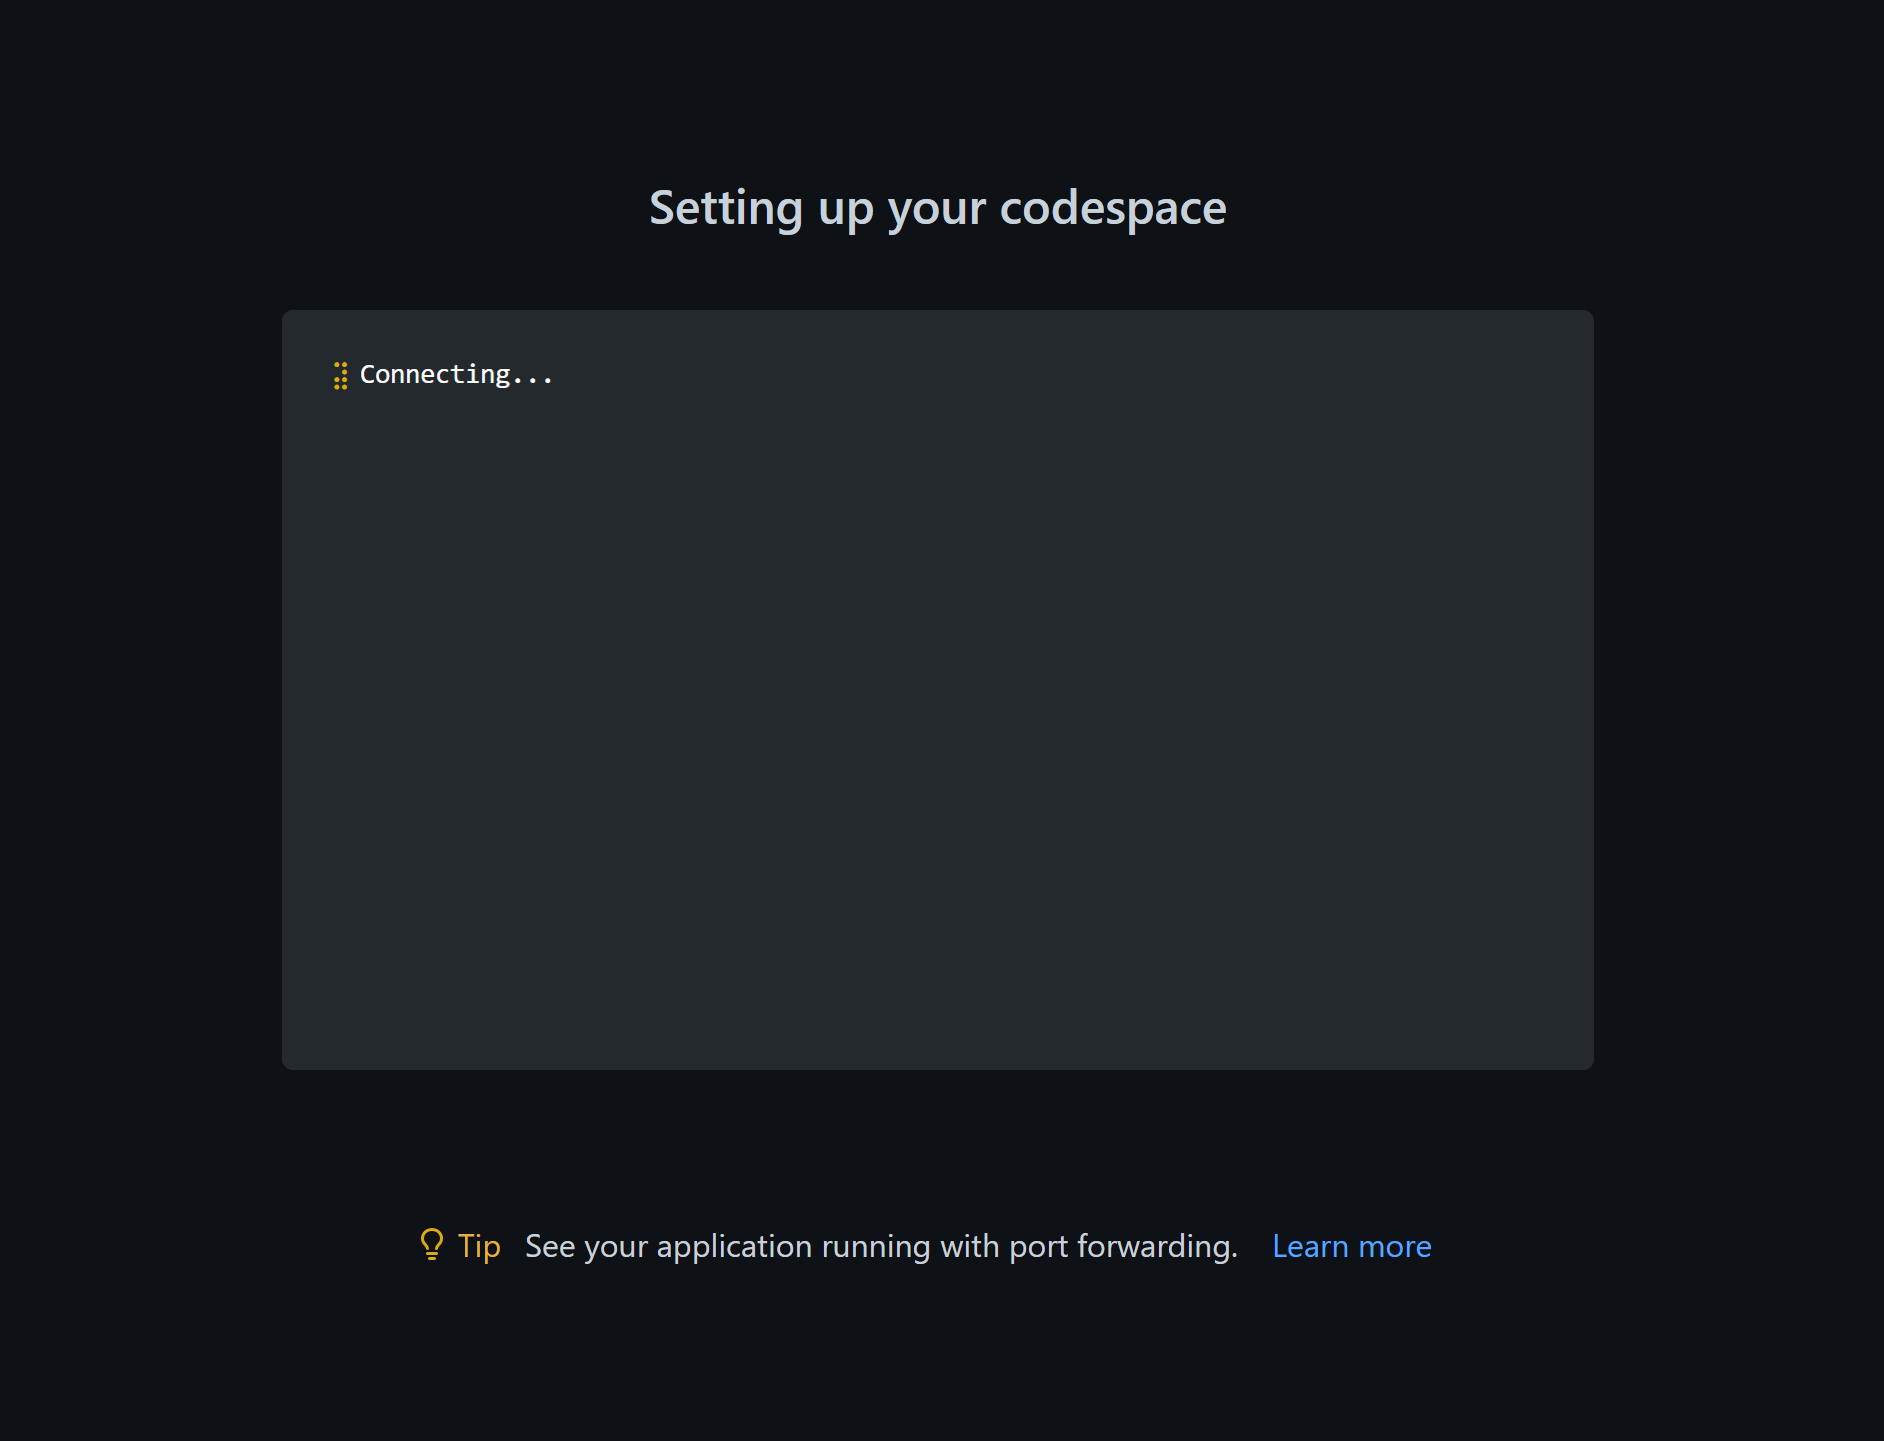 Setting up your codespace
Connecting...
Tip See your application running with port forwarding. Learn more